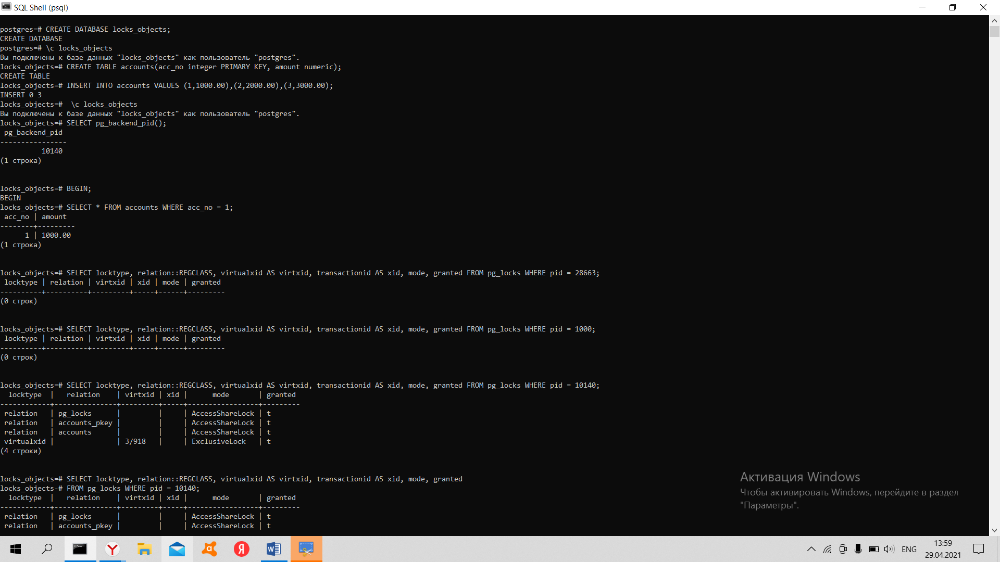 SQL Shell (psql)
postgres=# CREATE DATABASE locks_objects;
CREATE DATABASE
postgres=# \c locks_objects
Вы подключены к базе данных "locks_objects" как пользователь "postgres".
locks_objects=# CREATE TABLE accounts(acc_no integer PRIMARY KEY, amount numeric);
CREATE TABLE
locks_objects=# INSERT INTO accounts VALUES (1,1000.00),(2,2000.00),(3,3000.00);
INSERT 0 3
locks_objects=#  \c locks_objects
Вы подключены к базе данных "locks_objects" как пользователь "postgres".
locks_objects=# SELECT pg_backend_pid();
 pg_backend_pid
----------------
          10140
(1 строка)
locks_objects=# BEGIN;
BEGIN
locks_objects=# SELECT * FROM accounts WHERE acc_no = 1;
 acc_no | amount
--------+---------
      1 | 1000.00
(1 строка)
locks_objects=# SELECT locktype, relation::REGCLASS, virtualxid AS virtxid, transactionid AS xid, mode, granted FROM pg_locks WHERE pid = 28663;
 locktype | relation | virtxid | xid | mode | granted
----------+----------+---------+-----+------+---------
(0 строк)
locks_objects=# SELECT locktype, relation::REGCLASS, virtualxid AS virtxid, transactionid AS xid, mode, granted FROM pg_locks WHERE pid = 1000;
 locktype | relation | virtxid | xid | mode | granted
----------+----------+---------+-----+------+---------
(0 строк)
locks_objects=# SELECT locktype, relation::REGCLASS, virtualxid AS virtxid, transactionid AS xid, mode, granted FROM pg_locks WHERE pid = 10140;
  locktype  |   relation    | virtxid | xid |      mode       | granted
------------+---------------+---------+-----+-----------------+---------
 relation   | pg_locks      |         |     | AccessShareLock | t
 relation   | accounts_pkey |         |     | AccessShareLock | t
 relation   | accounts      |         |     | AccessShareLock | t
 virtualxid |               | 3/918   |     | ExclusiveLock   | t
(4 строки)
locks_objects=# SELECT locktype, relation::REGCLASS, virtualxid AS virtxid, transactionid AS xid, mode, granted
locks_objects-# FROM pg_locks WHERE pid = 10140;
  locktype  |   relation    | virtxid | xid |      mode       | granted
------------+---------------+---------+-----+-----------------+---------
 relation   | pg_locks      |         |     | AccessShareLock | t
 relation   | accounts_pkey |         |     | AccessShareLock | t
Активация Windows
Чтобы активировать Windows, перейдите в раздел
"Параметры".
Я
ENG
13:59
29.04.2021